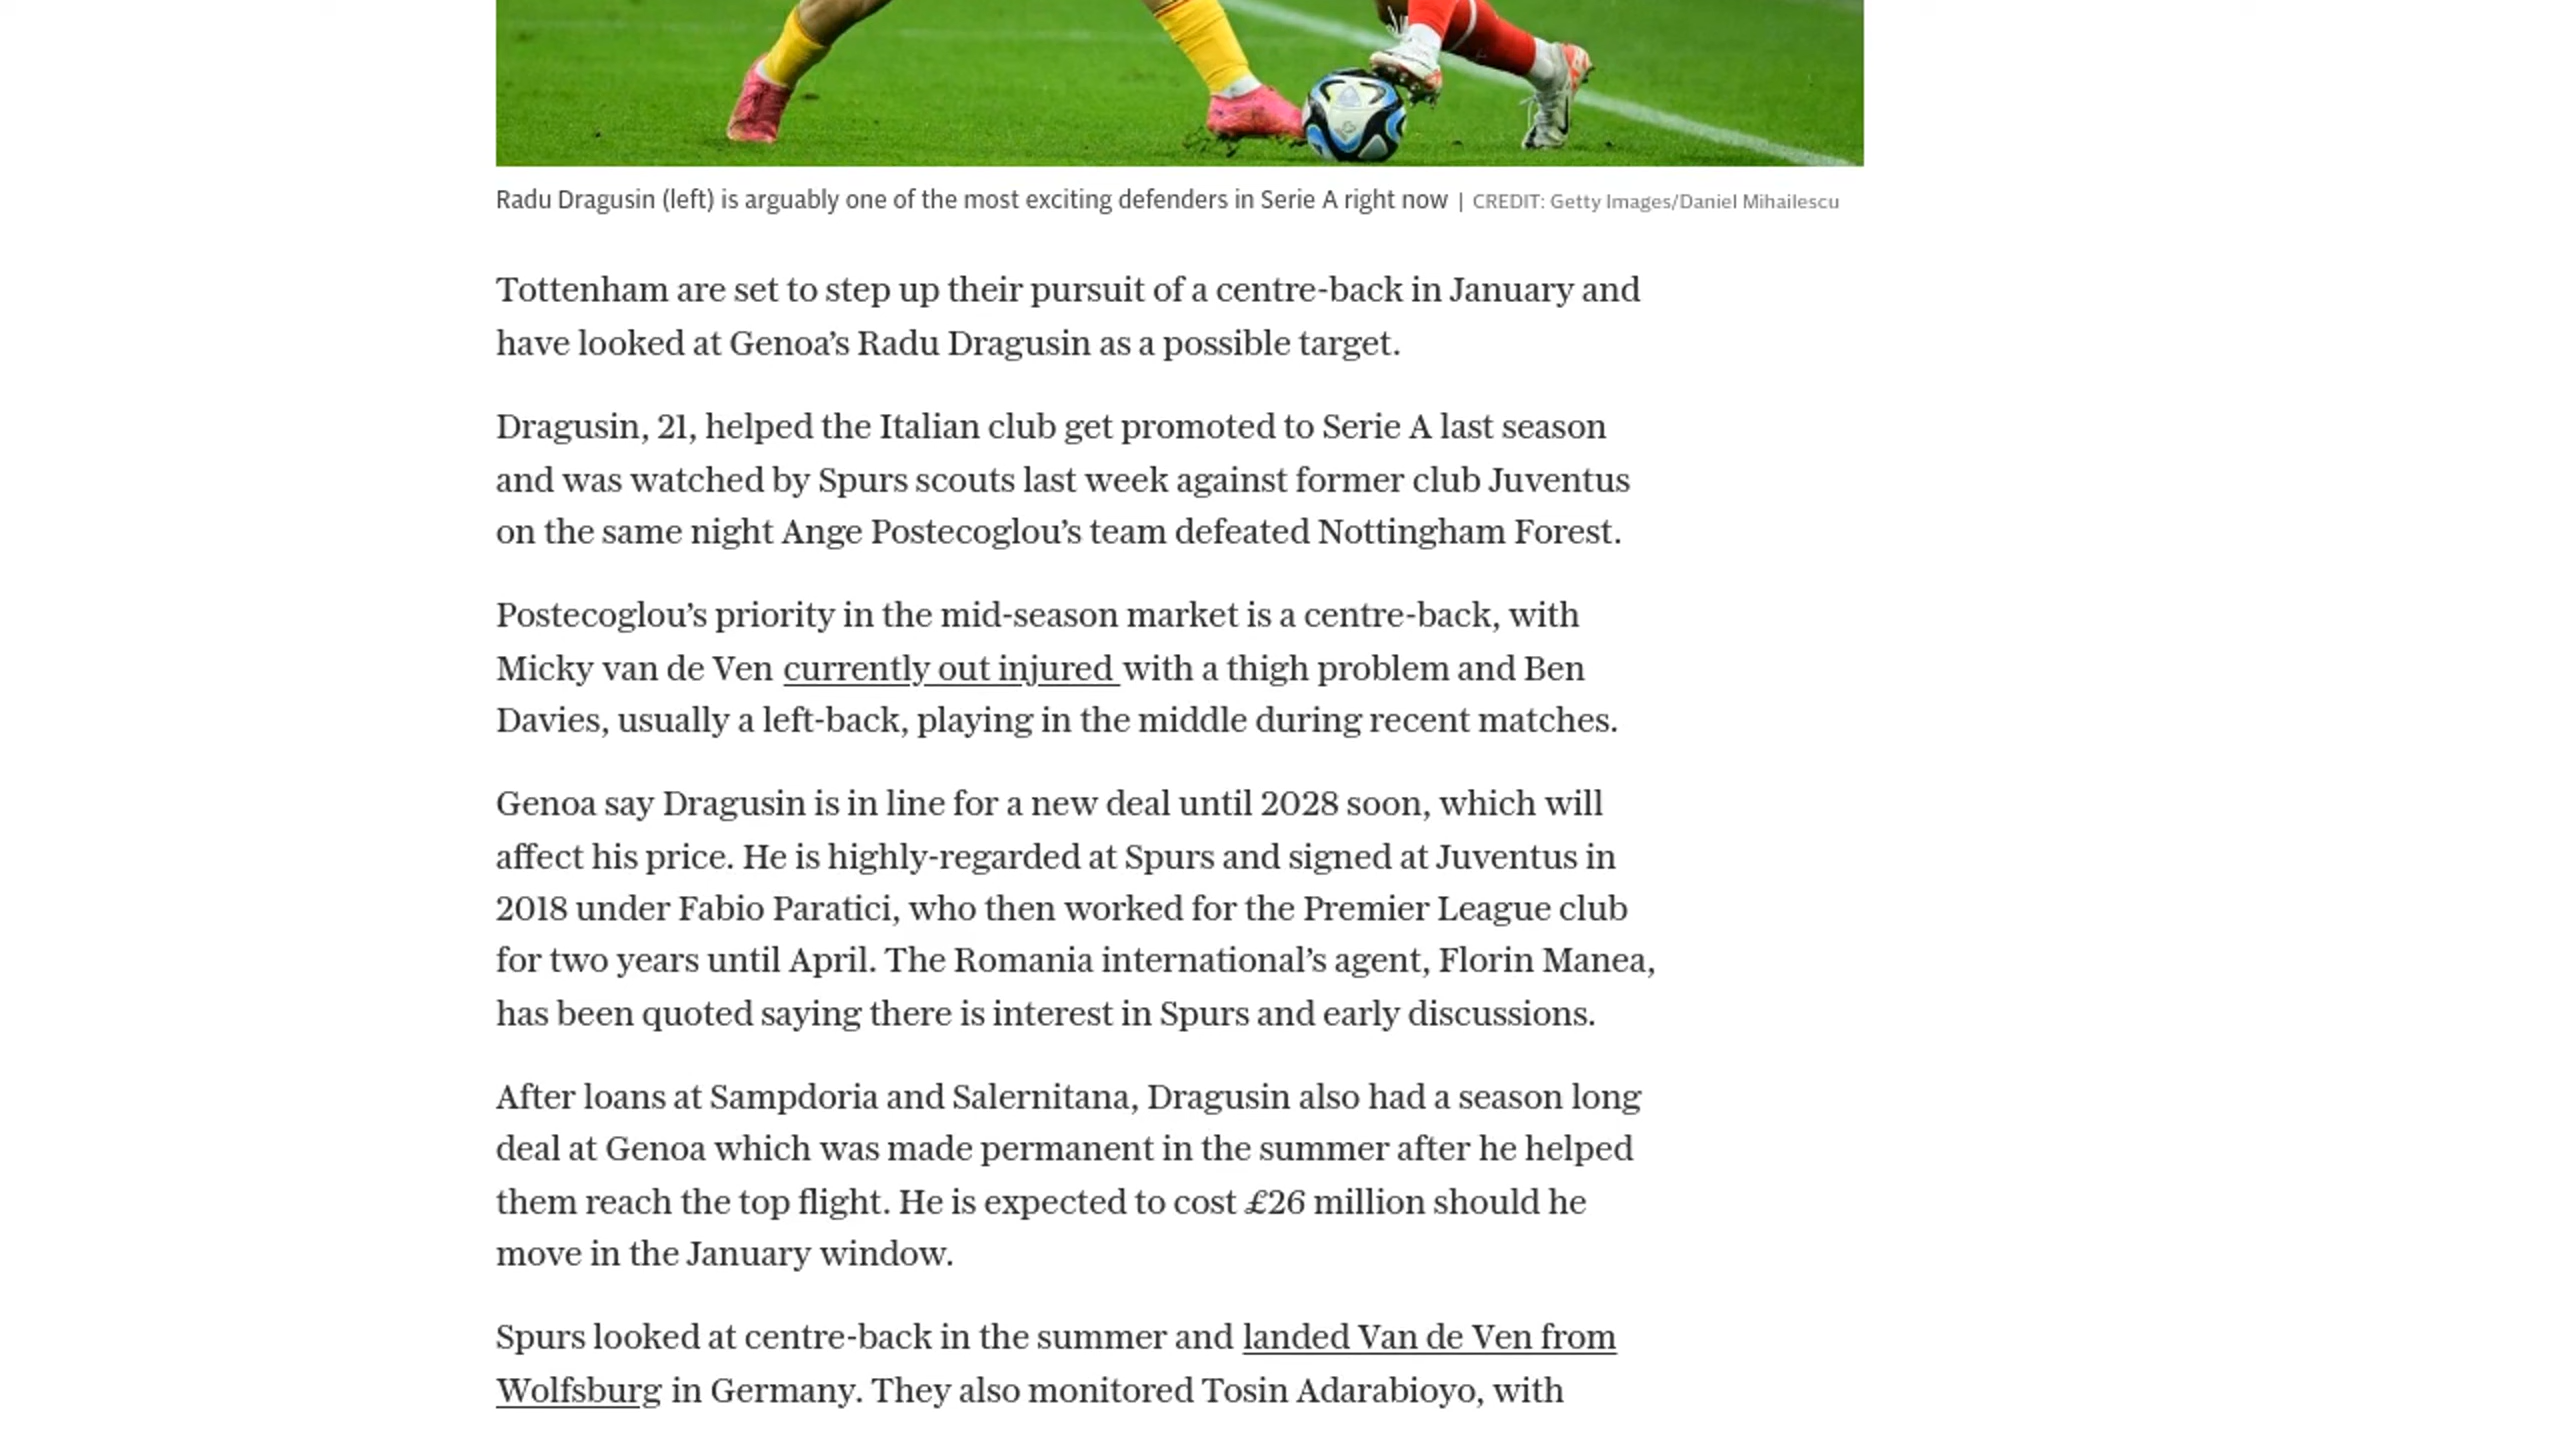 Radu Dragusin (left) is arguably one of the most exciting defenders in Serie A right now | CREDIT: Getty Images/Daniel Mihailescu
Tottenham are set to step up their pursuit of a centre-back in January and
have looked at Genoa’s Radu Dragusin as a possible target.
Dragusin, 21, helped the Italian club get promoted to Serie A last season
and was watched by Spurs scouts last week against former club Juventus
on the same night Ange Postecoglou’s team defeated Nottingham Forest.
Postecoglou’s priority in the mid-season market is a centre-back, with
Micky van de Ven currently out injured with a thigh problem and Ben
Davies, usually a left-back, playing in the middle during recent matches.
Genoa say Dragusin is in line for a new deal until 2028 soon, which will
affect his price. He is highly-regarded at Spurs and signed at Juventus in
2018 under Fabio Paratici, who then worked for the Premier League club
for two years until April. The Romania international’s agent, Florin Manea,
has been quoted saying there is interest in Spurs and early discussions.
After loans at Sampdoria and Salernitana, Dragusin also had a season long
deal at Genoa which was made permanent in the summer after he helped
them reach the top flight. He is expected to cost £26 million should he
move in the January window.
Spurs looked at centre-back in the summer and landed Van de Ven from
Wolfsburg in Germany. They also monitored Tosin Adarabioyo, with